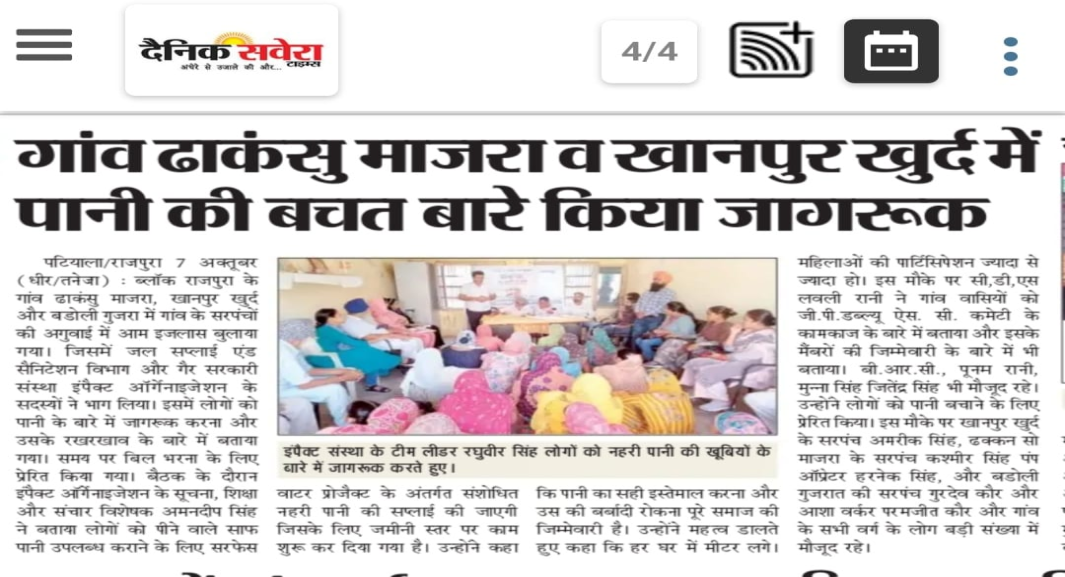 दैनिक सवेरा
टाइम्स
अंधेरे से उजाले की ओर...
4/4
गांव ढाकंसु माजरा व खानपुर खुर्द में
पानी की बचत बारे किया जागरूक
पटियाला/राजपुरा 7 अक्तूबर
(धीर/तनेजा) : ब्लॉक राजपुरा के
गांव ढाकंसु माजरा, खानपुर खुर्द
और बडोली गुजरा में गांव के सरपंचों
की अगुवाई में आम इजलास बुलाया
गया। जिसमें जल सप्लाई एंड
सैनिटेशन विभाग और गैर सरकारी
संस्था इंपैक्ट ऑर्गेनाइजेशन के
सदस्यों ने भाग लिया। इसमें लोगों को
पानी के बारे में जागरूक करना और
उसके रखरखाव के बारे में बताया
गया। समय पर बिल भरना के लिए
प्रेरित किया गया। बैठक के दौरान
इंपैक्ट ऑर्गेनाइजेशन के सूचना, शिक्षा
और संचार विशेषक अमनदीप सिंह
ने बताया लोगों को पीने वाले साफ
पानी उपलब्ध कराने के लिए सरफेस
इंपैक्ट संस्था के टीम लीडर रघुवीर सिंह लोगों को नहरी पानी की खूबियों के
बारे में जागरूक करते हुए।
वाटर प्रोजैक्ट के अंतर्गत संशोधित
नहरी पानी की सप्लाई की जाएगी
जिसके लिए जमीनी स्तर पर काम
शुरू कर दिया गया है। उन्होंने कहा
कि पानी का सही इस्तेमाल करना और
उस की बर्बादी रोकना पूरे समाज की
जिम्मेवारी है। उन्होंने महत्व डालते
हुए कहा कि हर घर में मीटर लगे।
महिलाओं की पार्टिसिपेशन ज्यादा से
ज्यादा हो। इस मौके पर सी,डी,एस
लवली रानी ने गांव वासियों को
जी.पी.डब्ल्यू ऐस. सी. कमेटी के
कामकाज के बारे में बताया और इसके
मैंबरों की जिम्मेवारी के बारे में भी
बताया। बी.आर.सी., पूनम रानी,
मुन्ना सिंह जितेंद्र सिंह भी मौजूद रहे।
उन्होंने लोगों को पानी बचाने के लिए
प्रेरित किया। इस मौके पर खानपुर खुर्द
के सरपंच अमरीक सिंह, ढक्कन सो
माजरा के सरपंच कश्मीर सिंह पंप
ऑप्रेटर हरनेक सिंह, और बडोली
गुजरात की सरपंच गुरदेव कौर और
आशा वर्कर परमजीत कौर और गांव
के सभी वर्ग के लोग बड़ी संख्या में
मौजूद रहे।